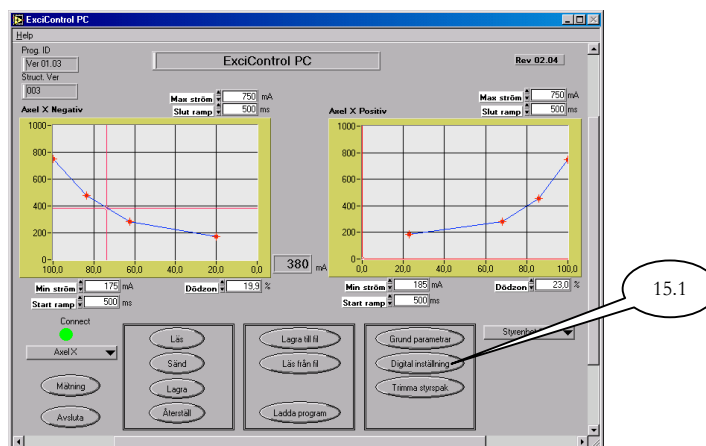 ExciControl PC
Help
Prog. ID
Ver 01.03
Struct. Ver
003
ExciControl PC
Rev 02.04
Max ström 750 mA
Slut ramp 500 ms
Axel X Negativ
1000
800
600
400
200
0
100,0 80,0 60,0 40,0 20,0 0,0
Min ström 175 mA
Start ramp 500 ms
Dödzon 19,9 %
380 mA
Max ström 750 mA
Slut ramp 500 ms
Axel X Positiv
1000
800
600
400
200
0
0,0 20,0 40,0 60,0 80,0 100,0
Min ström 185 mA
Start ramp 500 ms
Dödzon 23,0 %
Connect
Axel X
Mätning
Avsluta
Läs
Sänd
Lagra
Återställ
Lagra till fil
Läs från fil
Ladda program
Grund parametrar
Digital inställning
Trimma styrspak
15.1